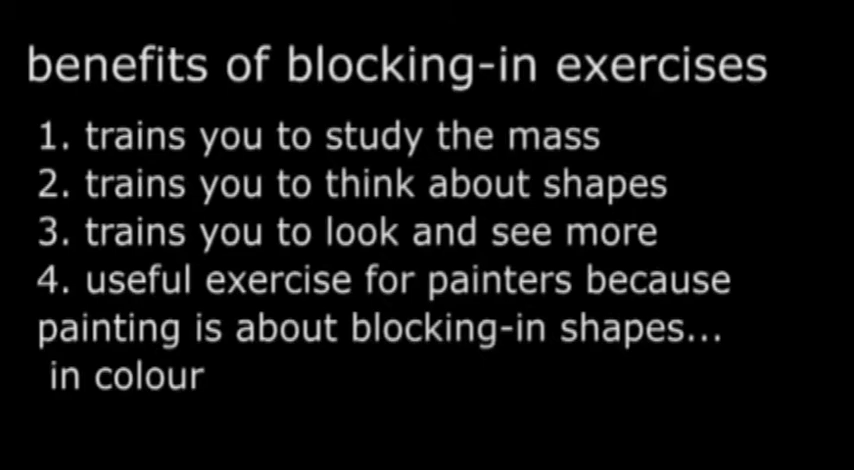 benefits of blocking-in exercises
1. trains you to study the mass
2. trains you to think about shapes
3. trains you to look and see more
4. useful exercise for painters because
painting is about blocking-in shapes...
in colour